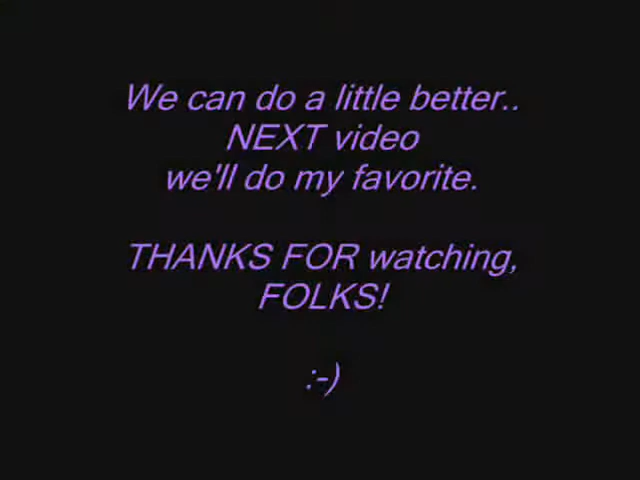 We can do a little better..
NEXT video
we'll do my favorite.
THANKS FOR watching,
FOLKS!
:-)